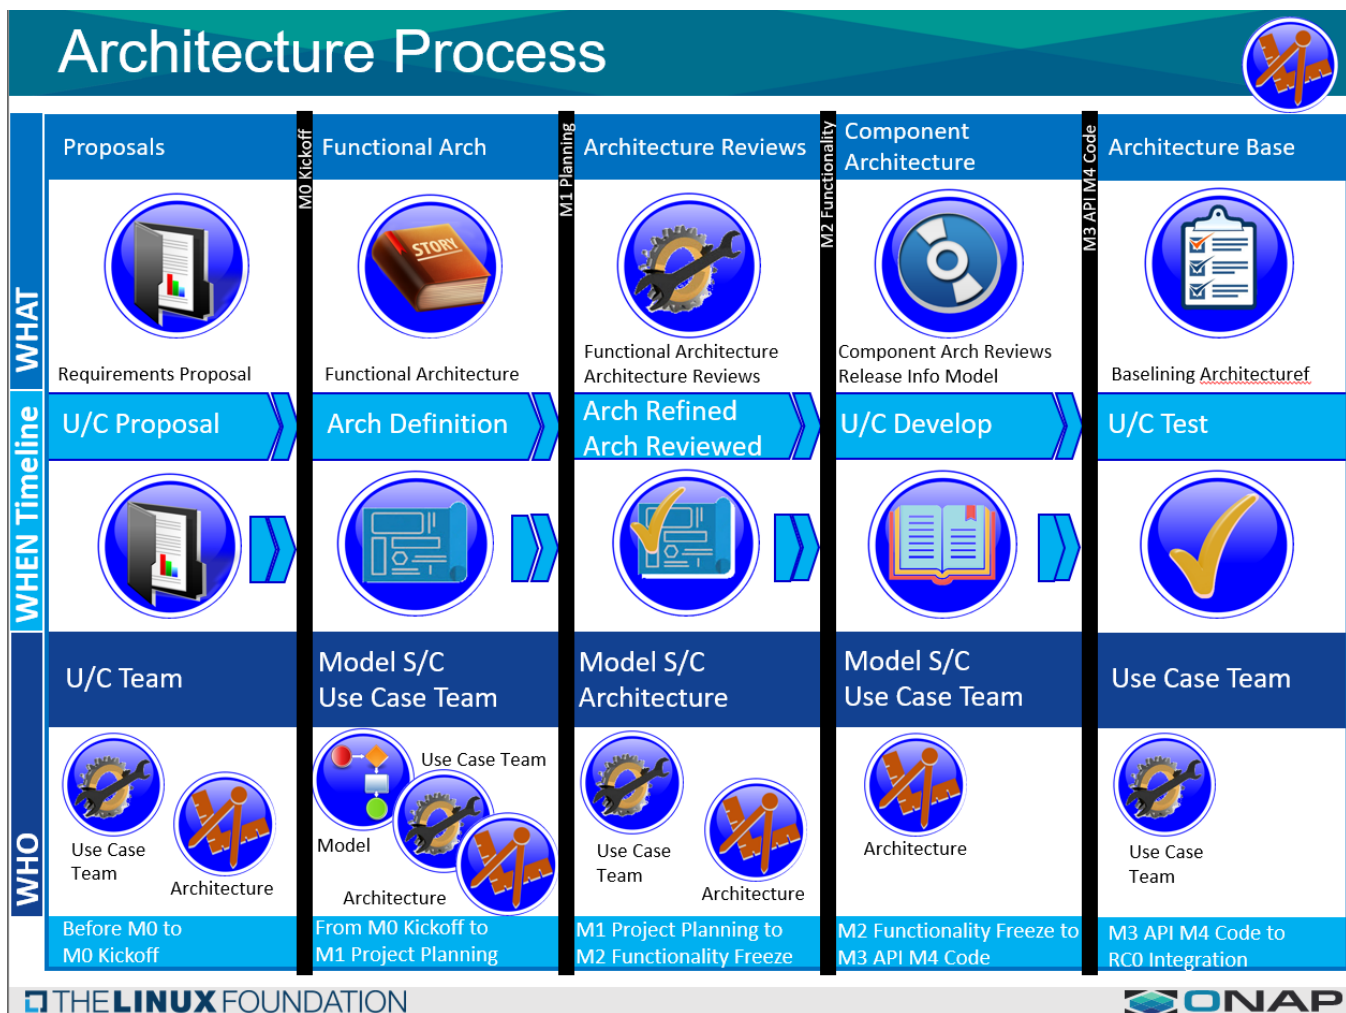 Architecture Process
Proposals
M0 Kickoff
Functional Arch
M1 Planning
Architecture Reviews
M2 Functionality
Component
Architecture
M3 API M4 Code
Architecture Base
WHAT
STORY
Requirements Proposal
Functional Architecture
Functional Architecture
Architecture Reviews
Component Arch Reviews
Release Info Model
Baselining Architecturef
WHEN Timeline
U/C Proposal
Arch Definition
Arch Refined
Arch Reviewed
U/C Develop
U/C Test
WHO
U/C Team
Model S/C
Use Case Team
Model S/C
Architecture
Model S/C
Use Case Team
Use Case Team
Use Case
Team
Architecture
Use Case Team
Model
Architecture
Use Case
Team
Architecture
Architecture
Use Case
Team
Before M0 to
M0 Kickoff
From M0 Kickoff to
M1 Project Planning
M1 Project Planning to
M2 Functionality Freeze
M2 Functionality Freeze to
M3 API M4 Code
M3 API M4 Code to
RC0 Integration
THE LINUX FOUNDATION
ONAP